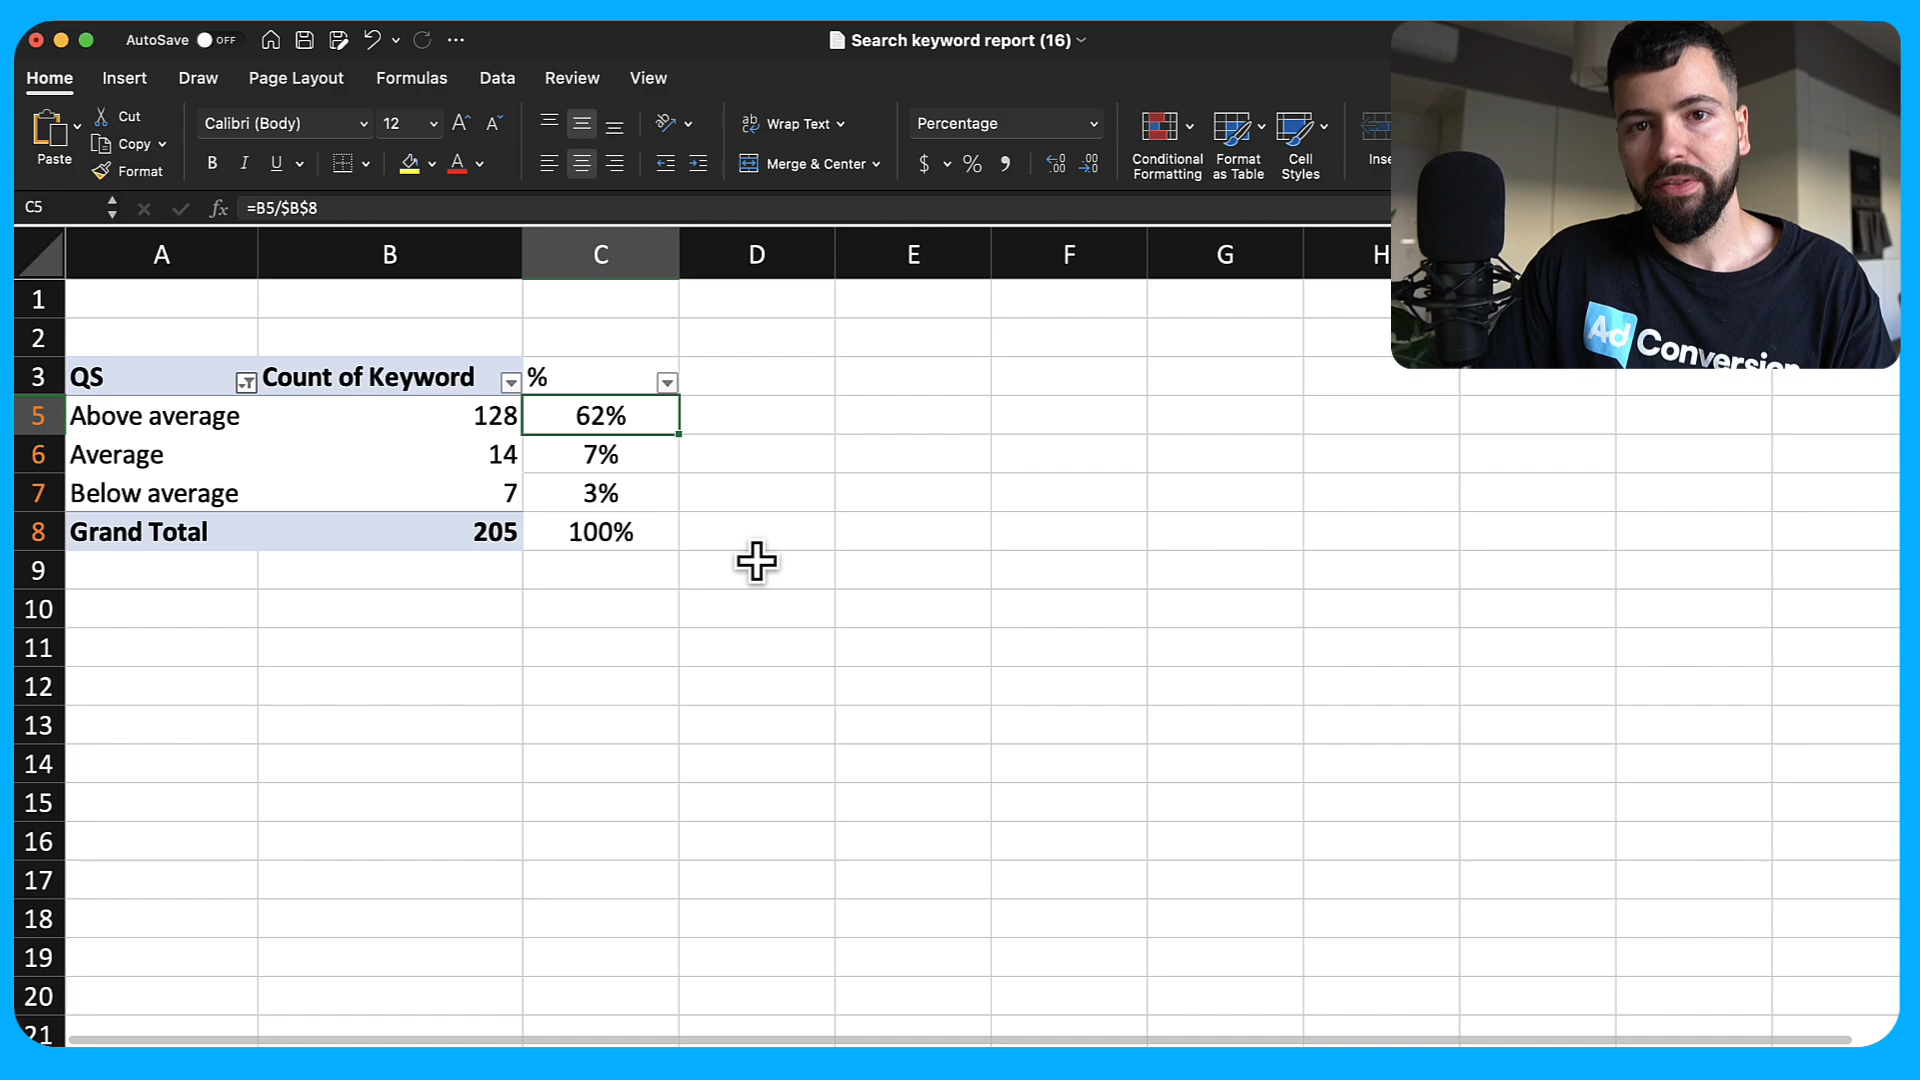 AutoSave OFF
Search keyword report (16)
Home Insert Draw Page Layout Formulas Data Review View
Paste
Cut
Copy
Format
Calibri (Body) 12
B I U
Wrap Text
Merge & Center
Percentage
Conditional Formatting
Format as Table
Cell Styles
Inse
C5 fx =B5/$B$8
A B C D E F G H
1
2
3 QS Count of Keyword %
5 Above average 128 62%
6 Average 14 7%
7 Below average 7 3%
8 Grand Total 205 100%
9
10
11
12
13
14
15
16
17
18
19
20
21
Ad Conversion